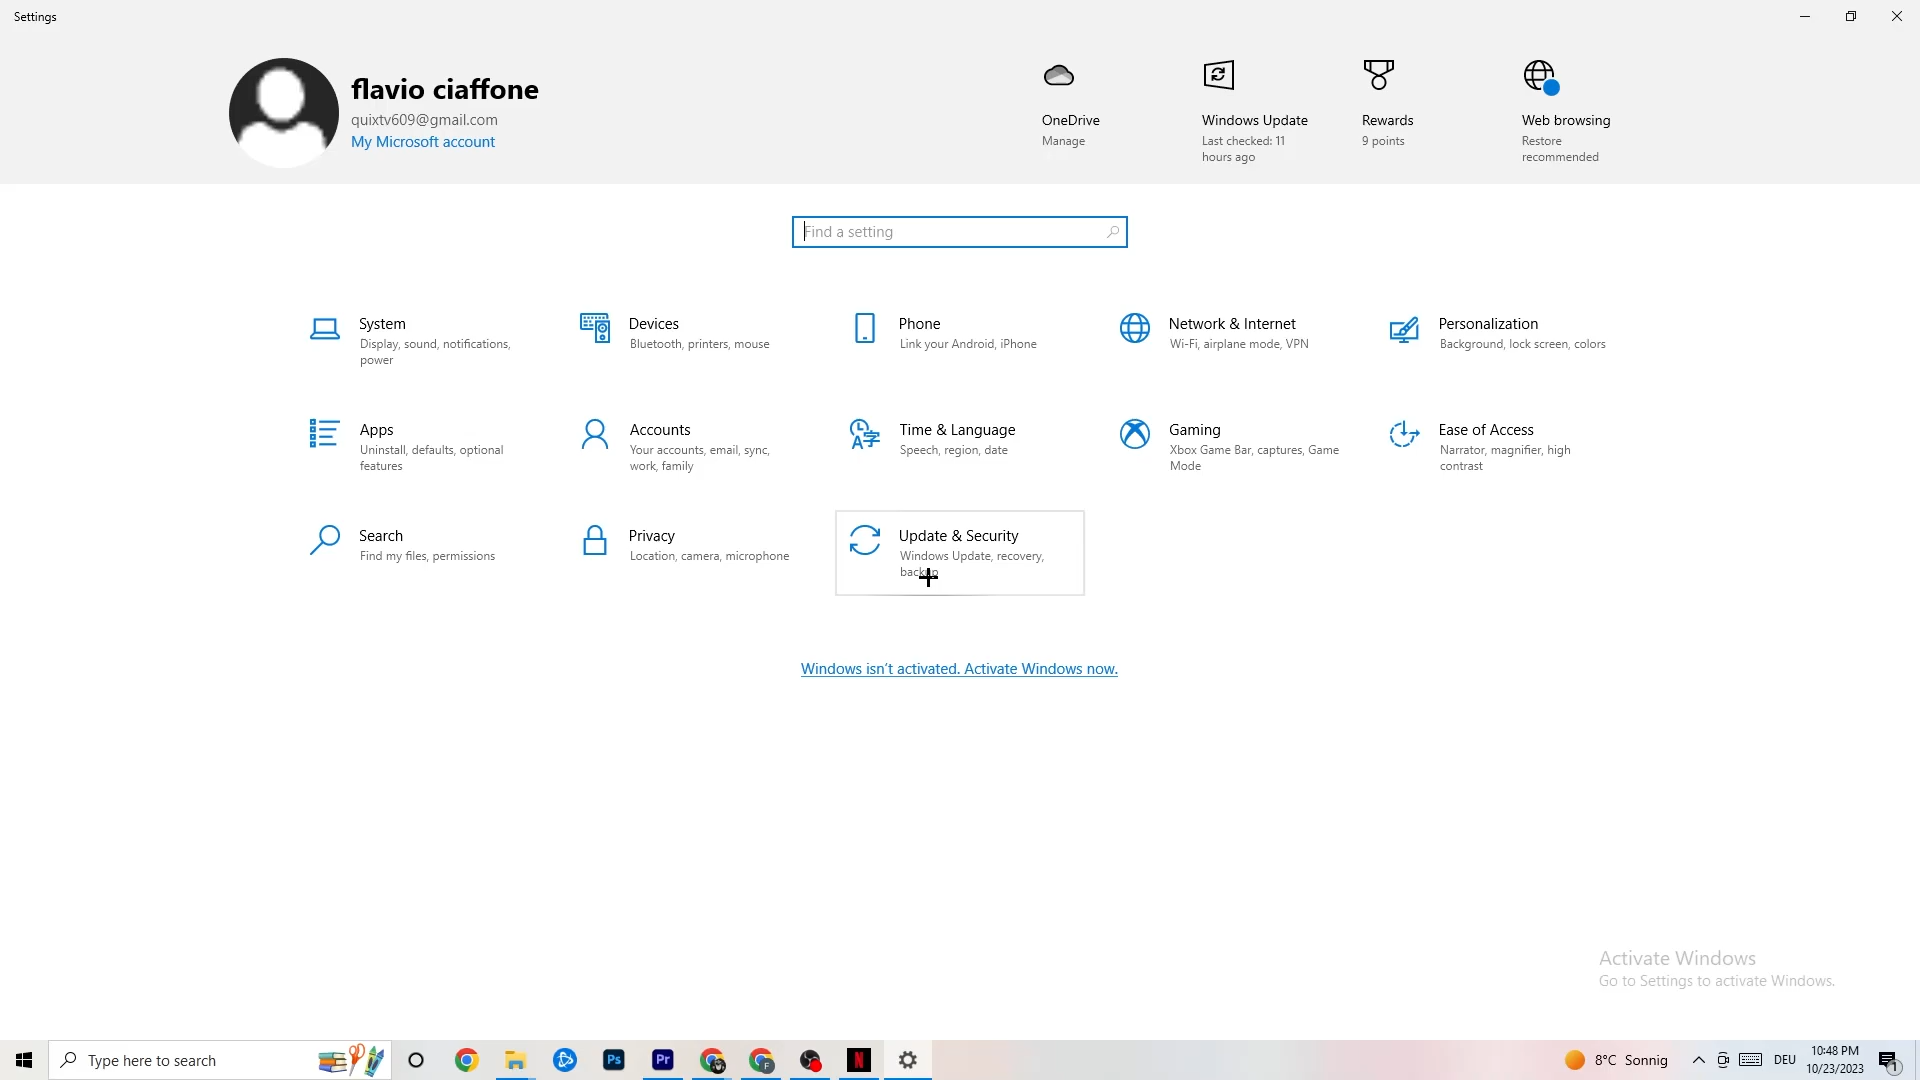 Settings
flavio ciaffone
quixtv609@gmail.com
My Microsoft account
OneDrive
Manage
Windows Update
Last checked: 11
hours ago
Rewards
9 points
Web browsing
Restore
recommended
Find a setting
System
Display, sound, notifications,
power
Devices
Bluetooth, printers, mouse
Phone
Link your Android, iPhone
Network & Internet
Wi-Fi, airplane mode, VPN
Personalization
Background, lock screen, colors
Apps
Uninstall, defaults, optional
features
Accounts
Your accounts, email, sync,
work, family
Time & Language
Speech, region, date
Gaming
Xbox Game Bar, captures, Game
Mode
Ease of Access
Narrator, magnifier, high
contrast
Search
Find my files, permissions
Privacy
Location, camera, microphone
Update & Security
Windows Update, recovery,
backup
Windows isn't activated. Activate Windows now.
Activate Windows
Go to Settings to activate Windows.
Type here to search
Ps
Pr
F
N
8°C Sonnig
DEU
10:48 PM
10/23/2023
1